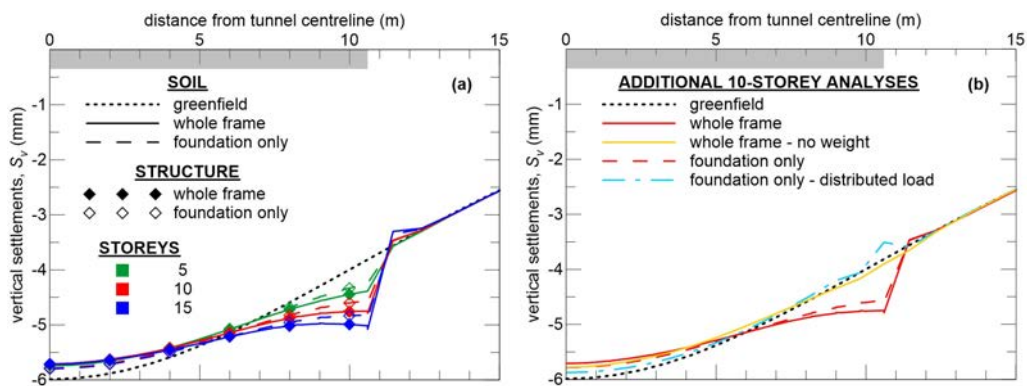 distance from tunnel centreline (m)
0 5 10 15
vertical settlements, Sv (mm)
-1
-2
-3
-4
-5
-6
(a)
SOIL
greenfield
whole frame
foundation only
STRUCTURE
whole frame
foundation only
STOREYS
5
10
15
distance from tunnel centreline (m)
0 5 10 15
vertical settlements, Sv (mm)
-1
-2
-3
-4
-5
-6
ADDITIONAL 10-STOREY ANALYSES (b)
greenfield
whole frame
whole frame - no weight
foundation only
foundation only - distributed load